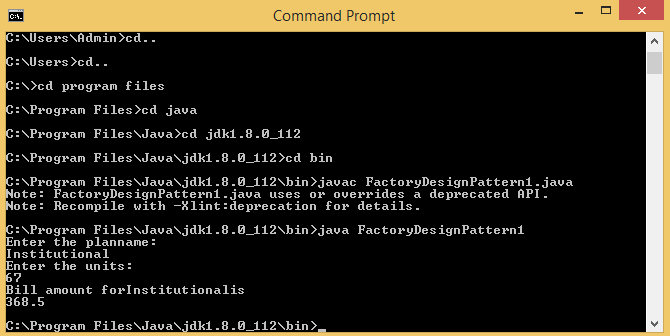 Command Prompt
C:\Users\Admin>cd..
C:\Users>cd..
C:\>cd program files
C:\Program Files>cd java
C:\Program Files\Java>cd jdk1.8.0_112
C:\Program Files\Java\jdk1.8.0_112>cd bin
C:\Program Files\Java\jdk1.8.0_112\bin>javac FactoryDesignPattern1.java
Note: FactoryDesignPattern1.java uses or overrides a deprecated API.
Note: Recompile with -Xlint:deprecation for details.
C:\Program Files\Java\jdk1.8.0_112\bin>java FactoryDesignPattern1
Enter the planname:
Institutional
Enter the units:
67
Bill amount forInstitutionalis
368.5
C:\Program Files\Java\jdk1.8.0_112\bin>_